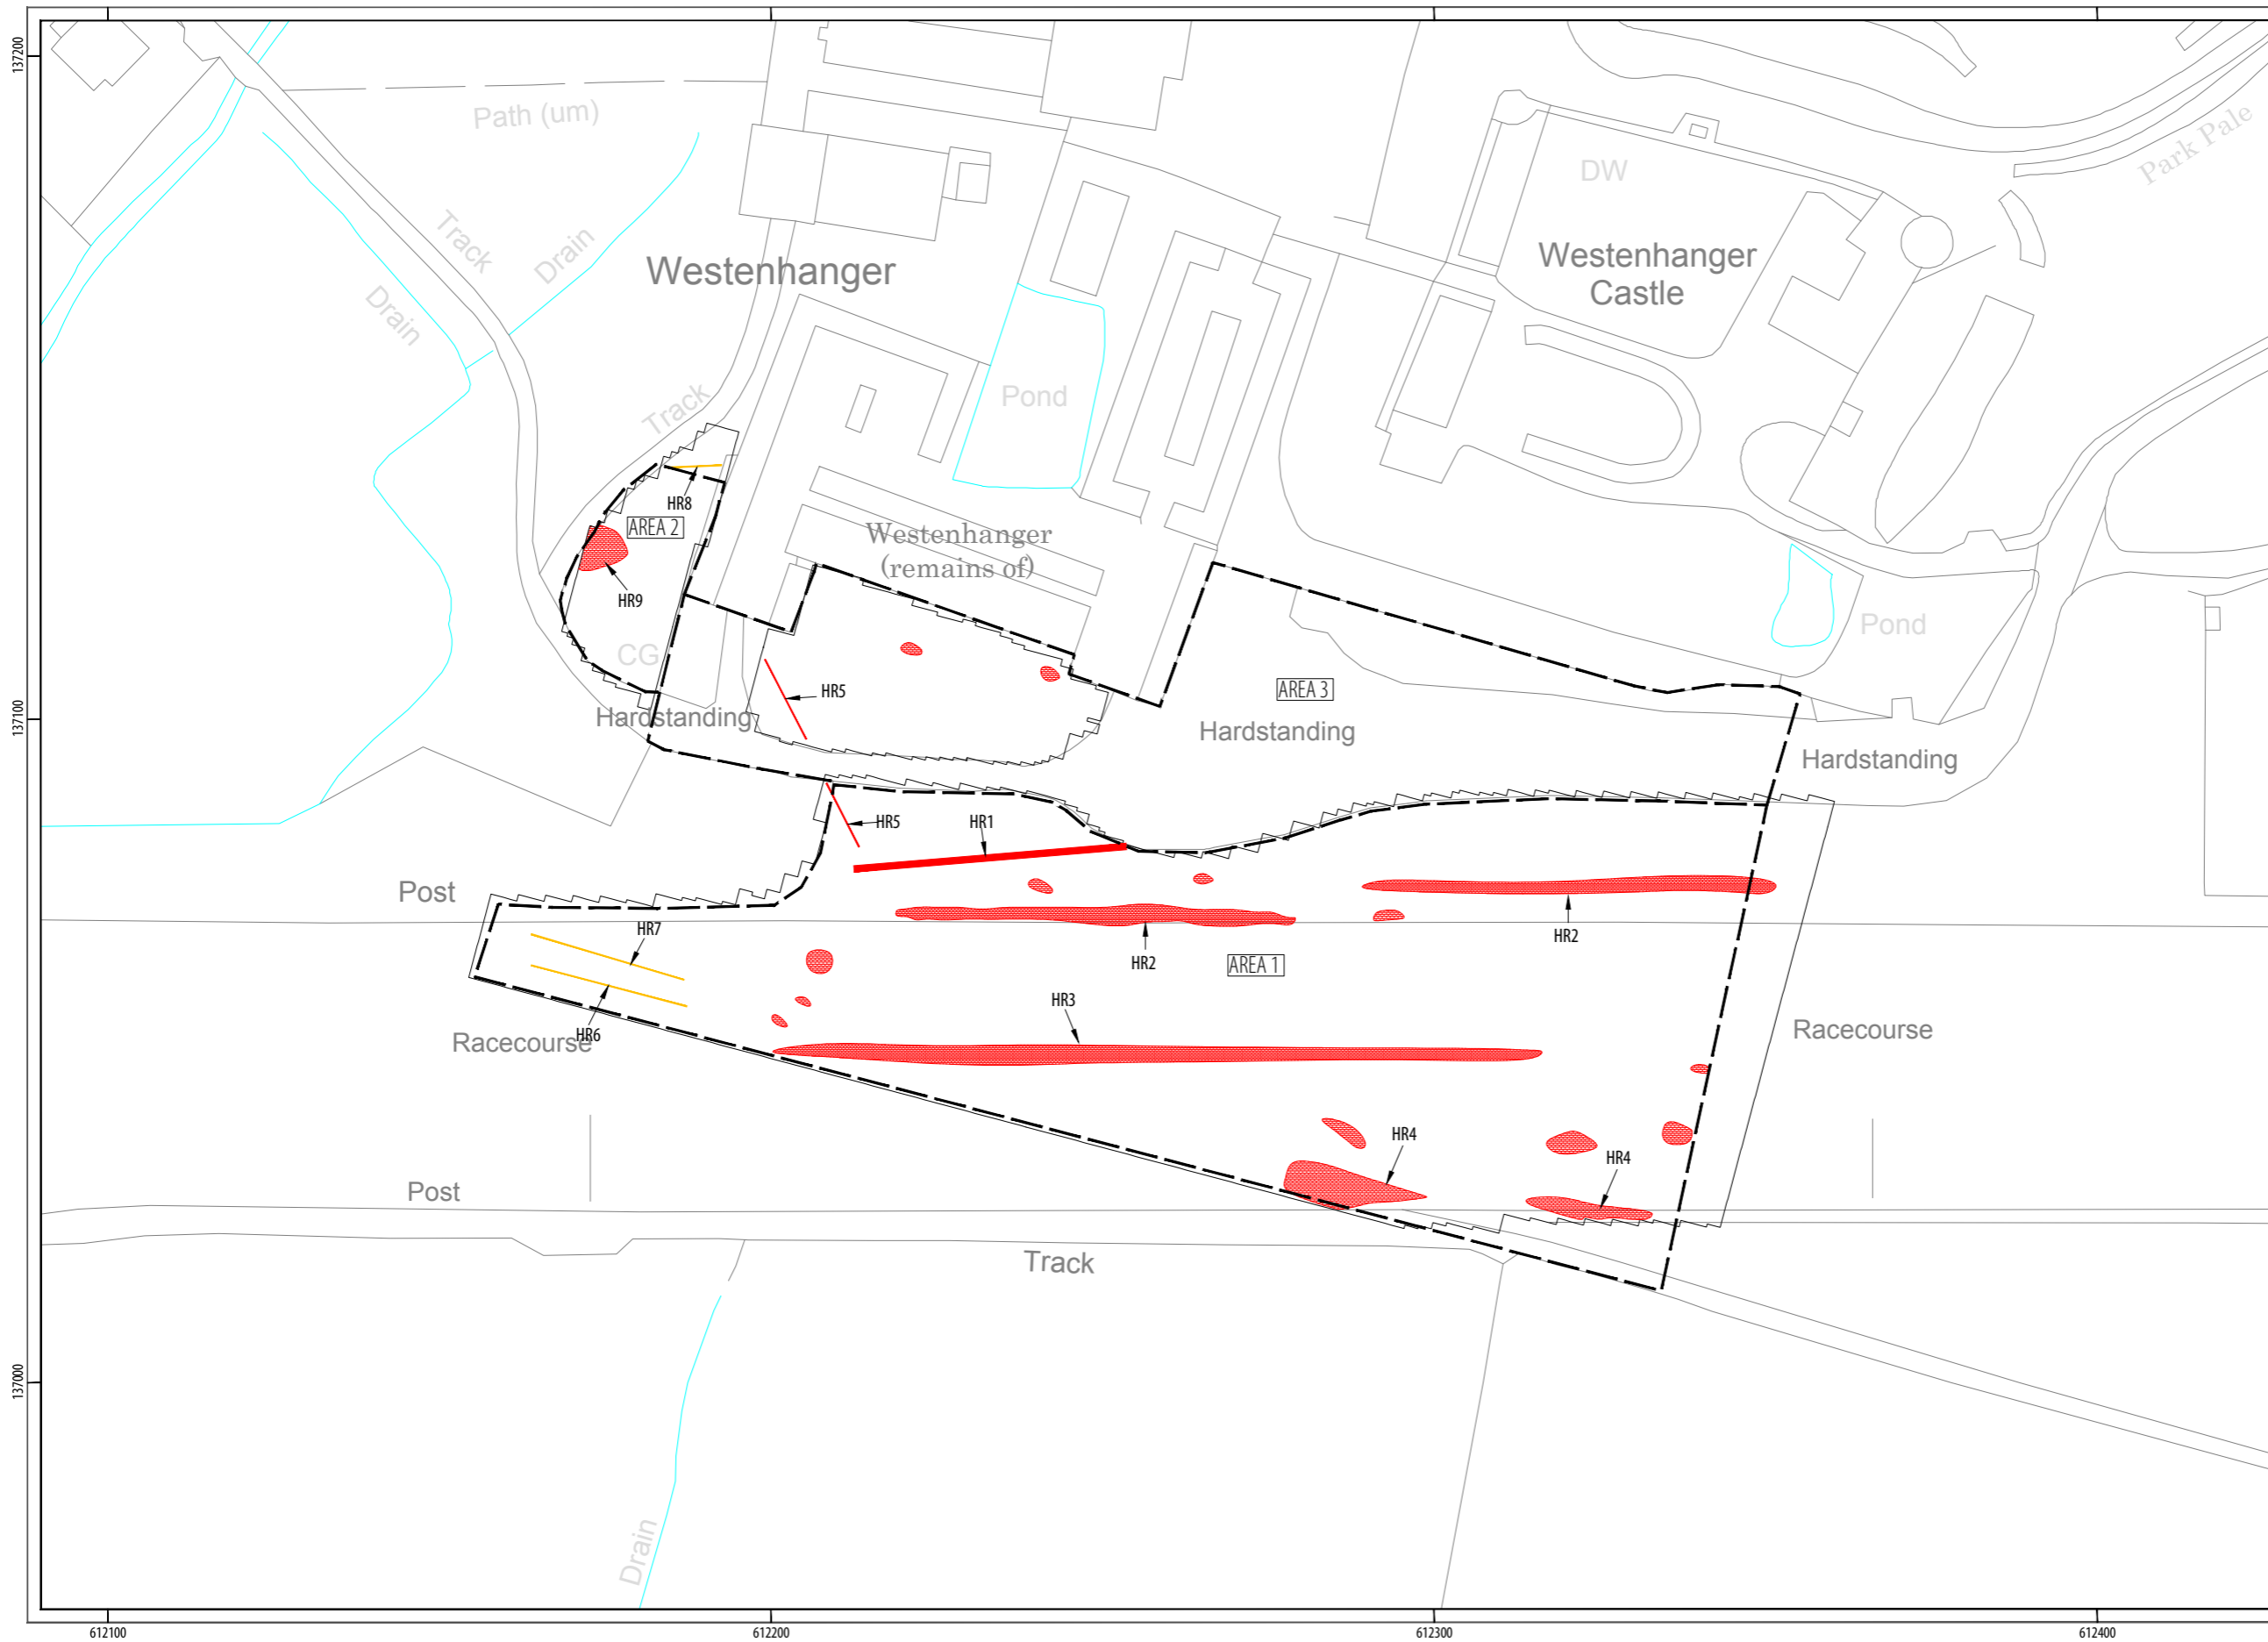 137200
Path (um)
Park Pale
DW
Track
Drain
Westenhanger
Westenhanger
Castle
Drain
Track
Pond
HR8
AREA 2
Westenhanger
(remains of)
HR9
Pond
CG
HR5
AREA 3
137100
Hardstanding
Hardstanding
Hardstanding
HR5
HR1
Post
HR7
HR2
HR2
AREA 1
HR3
HR6
Racecourse
Racecourse
HR4
HR4
Post
Track
137000
Drain
612100
612200
612300
612400